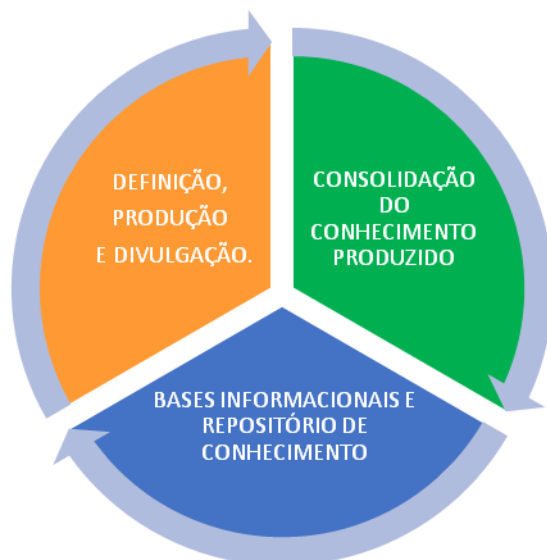 DEFINIÇÃO,
PRODUÇÃO
E DIVULGAÇÃO.
CONSOLIDAÇÃO
DO
CONHECIMENTO
PRODUZIDO
BASES INFORMACIONAIS E
REPOSITÓRIO DE
CONHECIMENTO